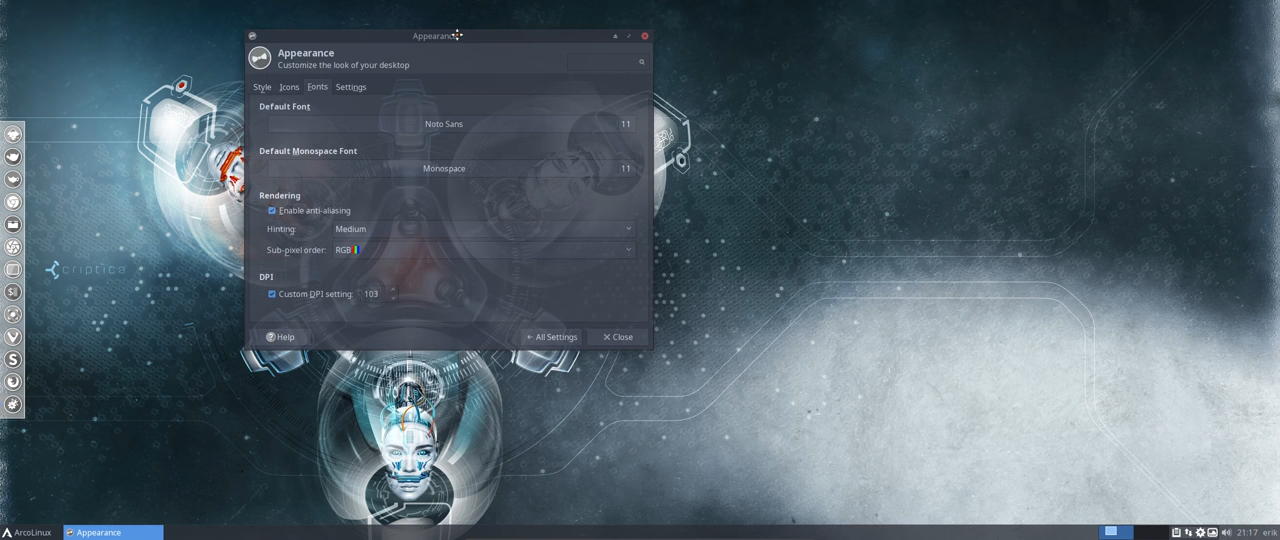 Appearance
Appearance
Customize the look of your desktop
Style Icons Fonts Settings
Default Font
Noto Sans 11
Default Monospace Font
Monospace 11
Rendering
Enable anti-aliasing
Hinting: Medium
Sub-pixel order: RGB
DPI
Custom DPI setting: 103
Help All Settings Close
criptica
ArcoLinux Appearance 21:17 erik